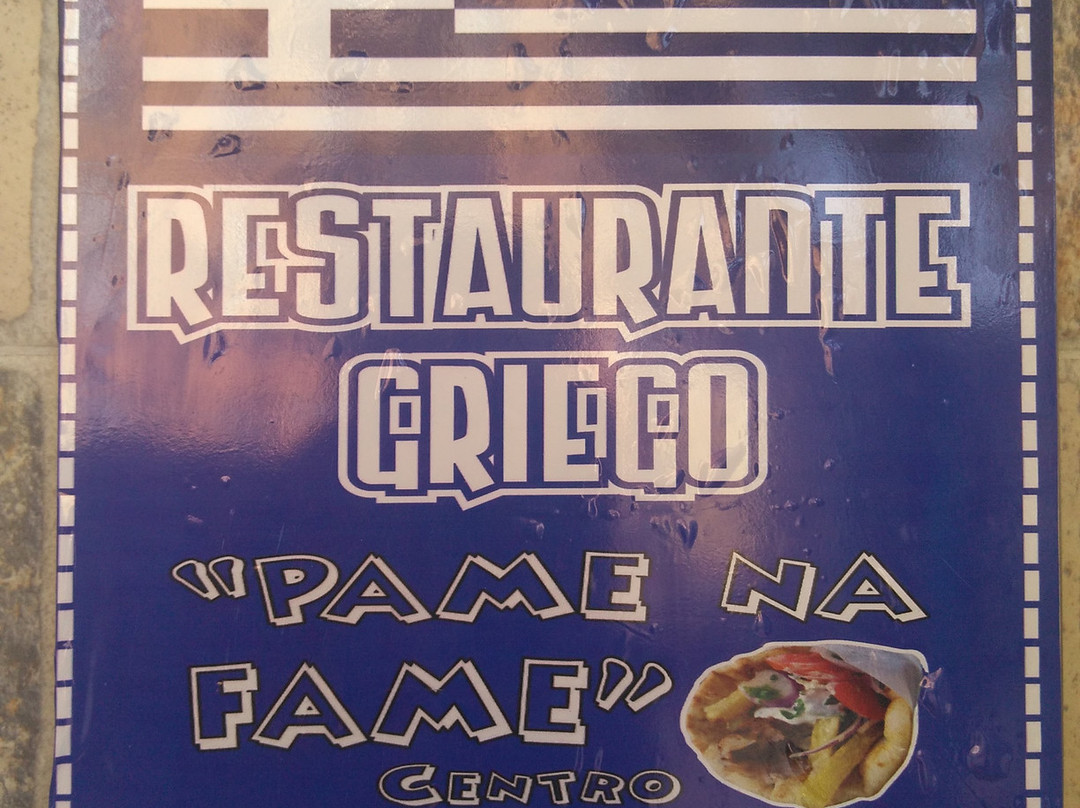 RESTAURANTE
GRIEGO
"PAME NA
FAME"
CENTRO